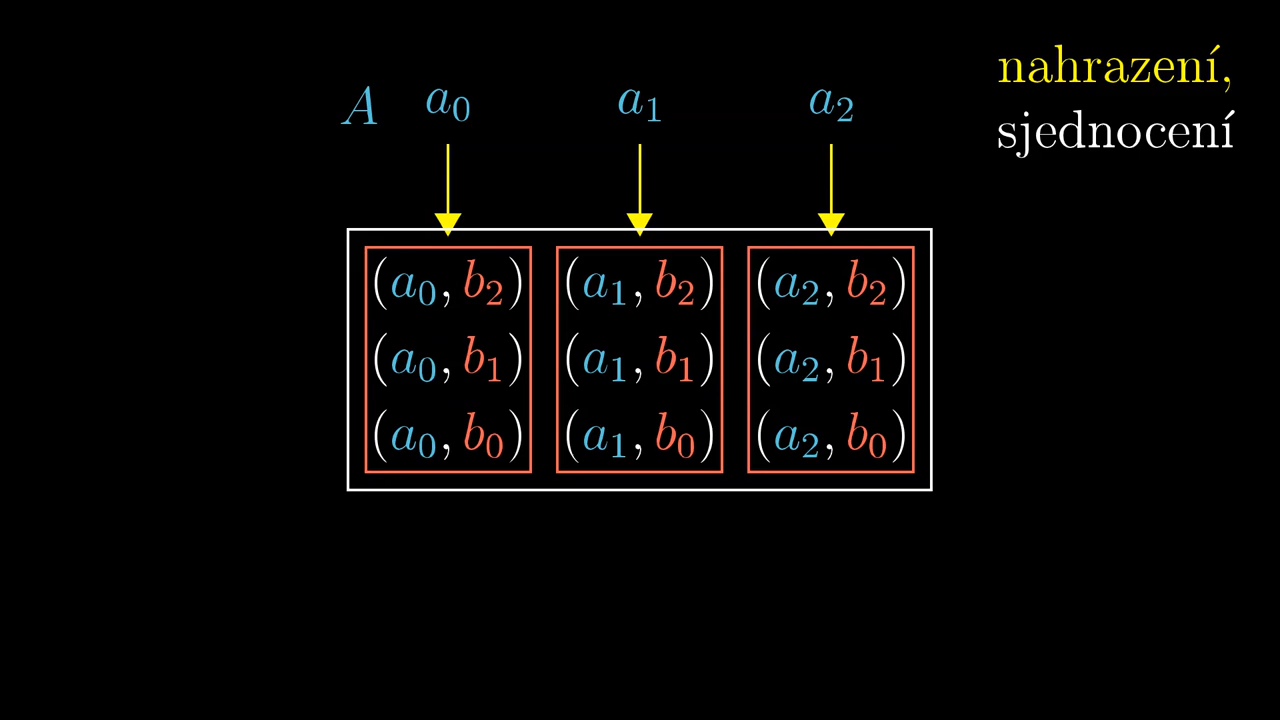 nahrazení,
sjednocení
A a₀ a₁ a₂
(a₀, b₂) (a₁, b₂) (a₂, b₂)
(a₀, b₁) (a₁, b₁) (a₂, b₁)
(a₀, b₀) (a₁, b₀) (a₂, b₀)